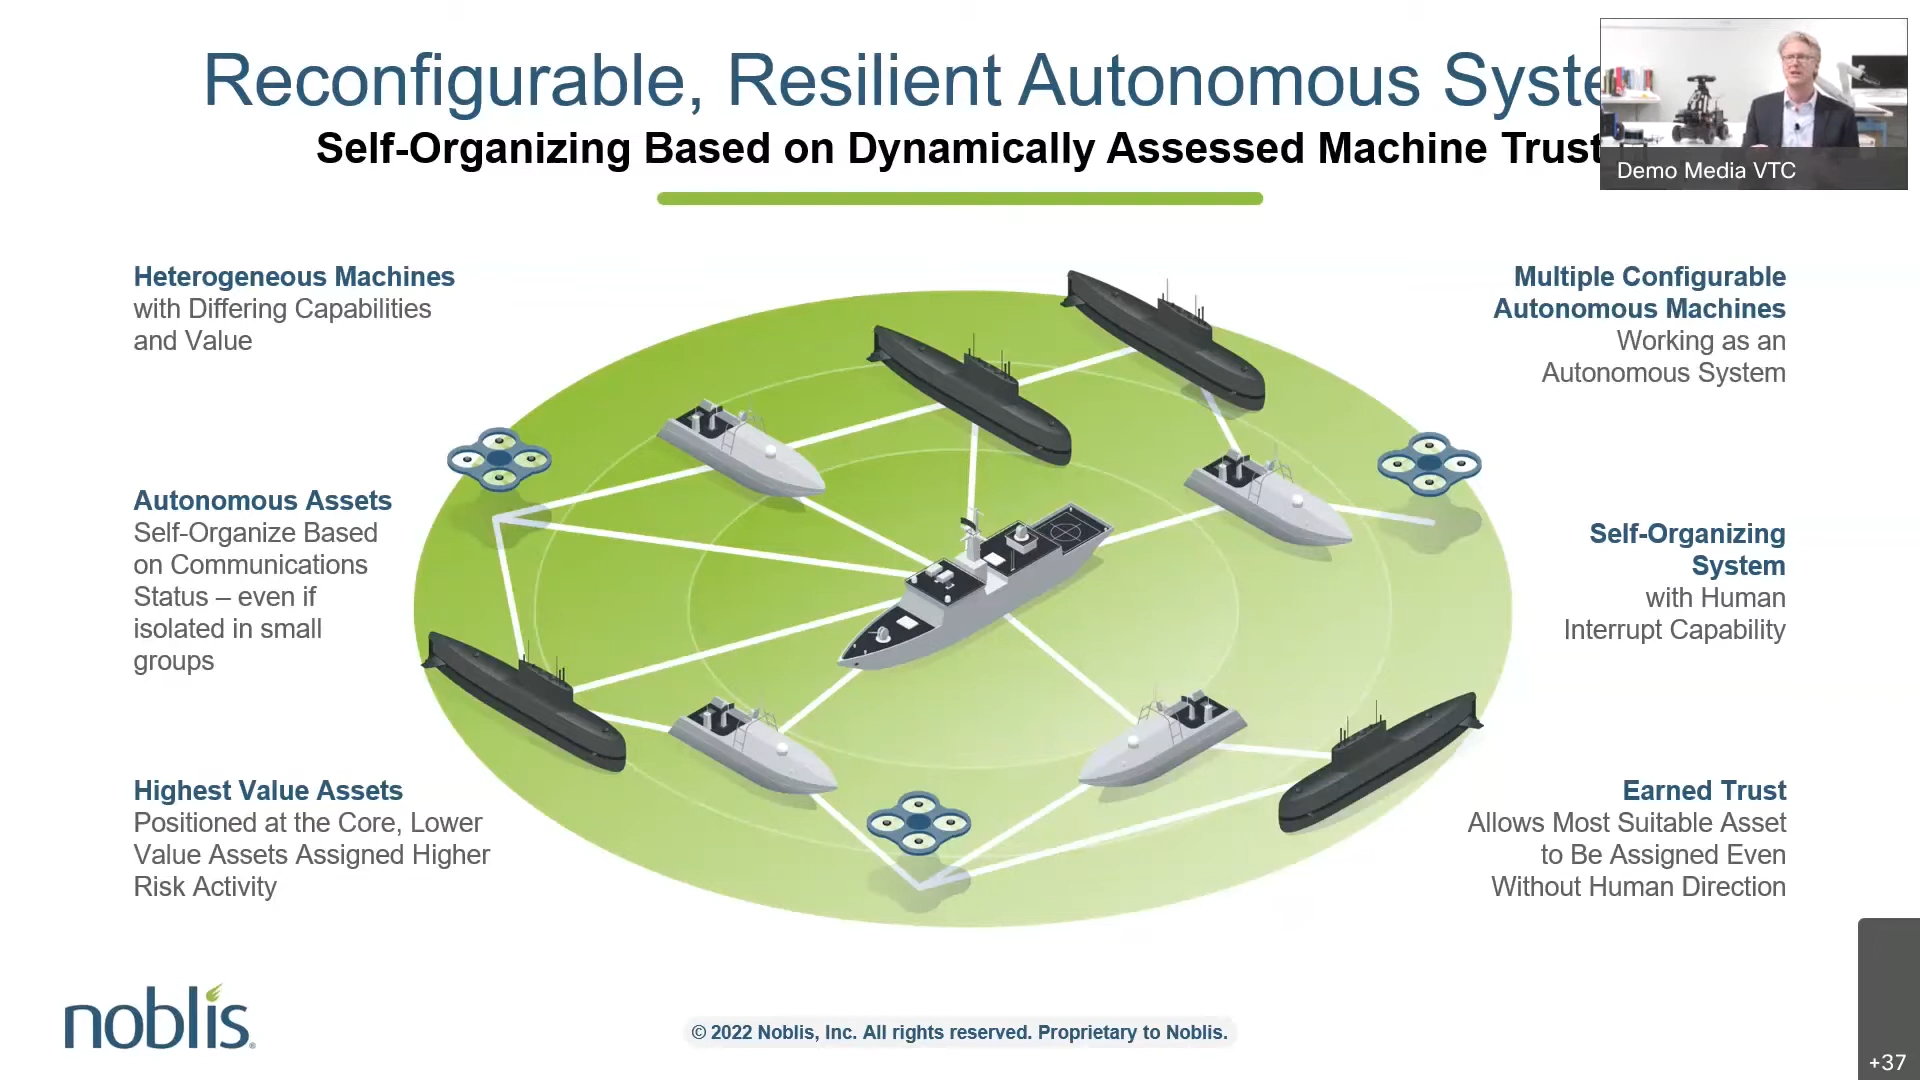 Reconfigurable, Resilient Autonomous Syste
Self-Organizing Based on Dynamically Assessed Machine Trust
Demo Media VTC
Heterogeneous Machines
with Differing Capabilities
and Value
Multiple Configurable
Autonomous Machines
Working as an
Autonomous System
Autonomous Assets
Self-Organize Based
on Communications
Status – even if
isolated in small
groups
Self-Organizing
System
with Human
Interrupt Capability
Highest Value Assets
Positioned at the Core, Lower
Value Assets Assigned Higher
Risk Activity
Earned Trust
Allows Most Suitable Asset
to Be Assigned Even
Without Human Direction
noblis
© 2022 Noblis, Inc. All rights reserved. Proprietary to Noblis.
+37